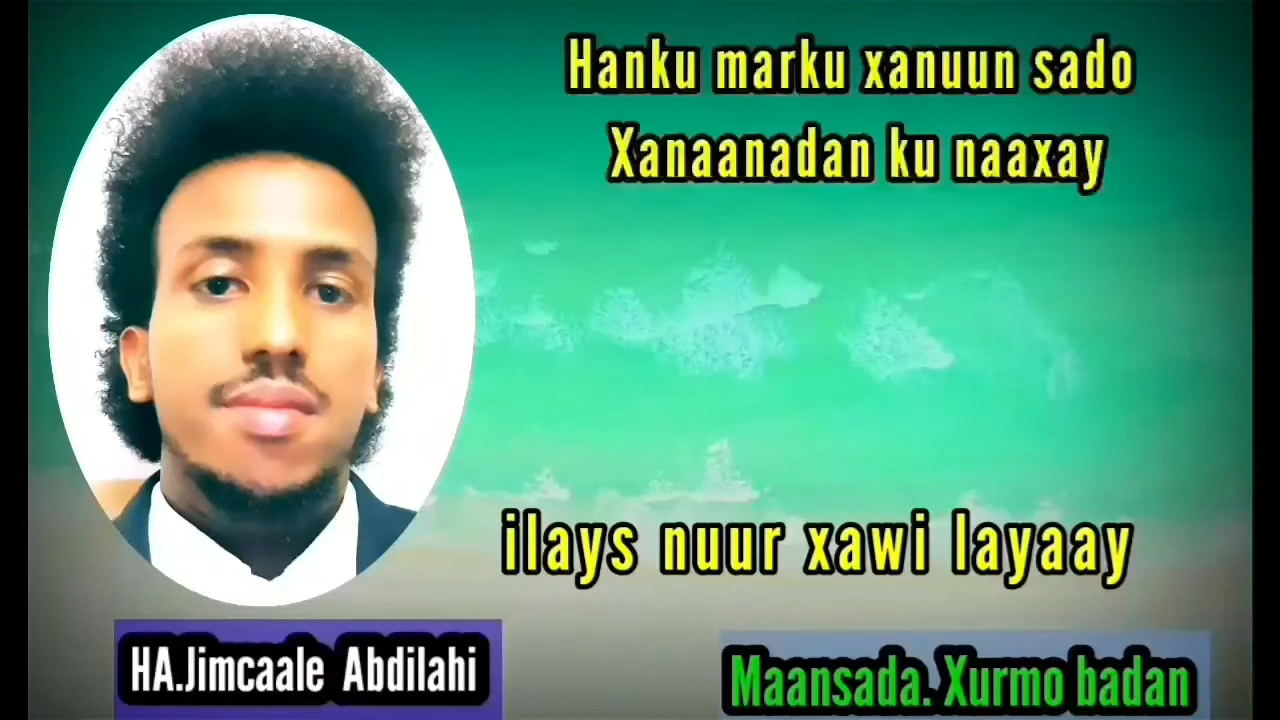 Hanku marku xanuun sado
Xanaanadan ku naaxay
ilays nuur xawi layaay
HA.Jimcaale Abdilahi
Maansada. Xurmo badan